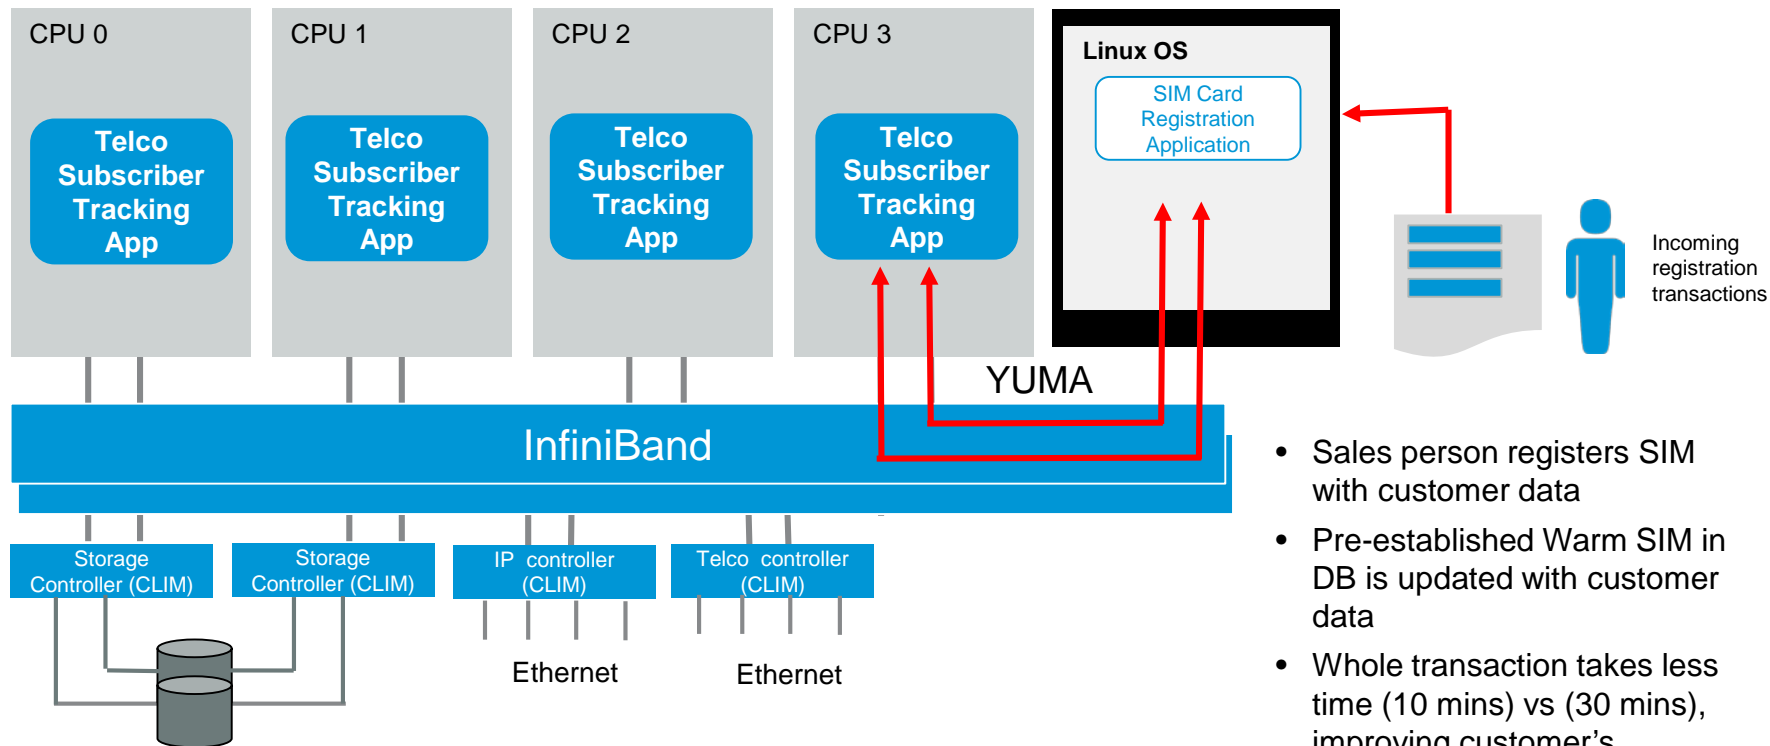 CPU 0
Telco
Subscriber
Tracking
App
CPU 1
Telco
Subscriber
Tracking
App
CPU 2
Telco
Subscriber
Tracking
App
CPU 3
Telco
Subscriber
Tracking
App
Linux OS
SIM Card
Registration
Application
Incoming
registration
transactions
YUMA
InfiniBand
Storage
Controller (CLIM)
Storage
Controller (CLIM)
IP controller
(CLIM)
Telco controller
(CLIM)
Ethernet
Ethernet
• Sales person registers SIM
with customer data
• Pre-established Warm SIM in
DB is updated with customer
data
• Whole transaction takes less
time (10 mins) vs (30 mins),
improving customer's